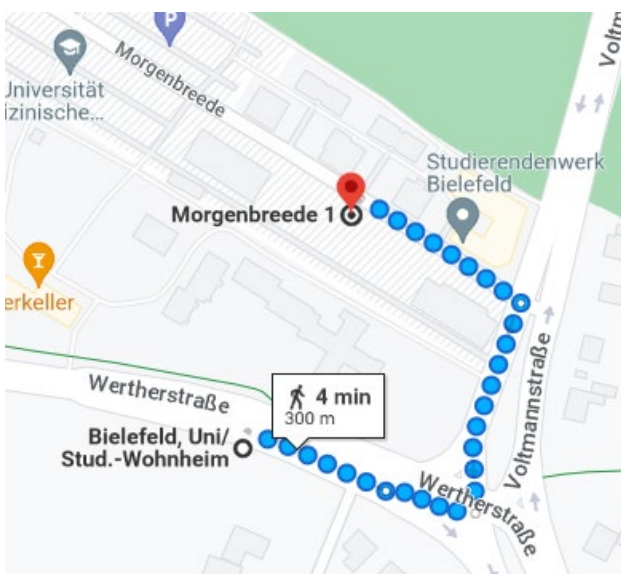 P
Morgenbreede
Universität
izinische...
Voltm
Studierendenwerk
Bielefeld
Morgenbreede 1
erkeller
Wertherstraße
4 min
300 m
Bielefeld, Uni/
Stud.-Wohnheim
Voltmannstraße
Wertherstraße